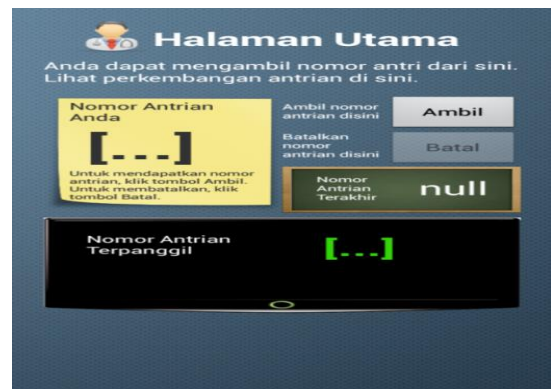 Halaman Utama
Anda dapat mengambil nomor antri dari sini.
Lihat perkembangan antrian di sini.
Nomor Antrian
Anda
[...]
Untuk mendapatkan nomor
antrian, klik tombol Ambil.
Untuk membatalkan, klik
tombol Batal.
Ambil nomor
antrian disini
Ambil
Batalkan
nomor
antrian disini
Batal
Nomor
Antrian
Terakhir
null
Nomor Antrian
Terpanggil
[...]